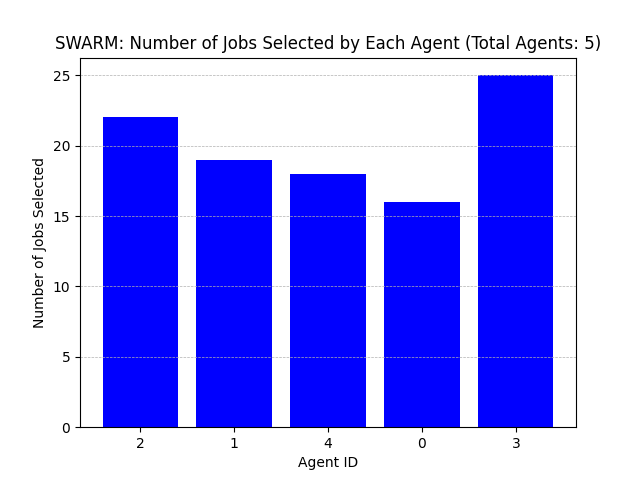 SWARM: Number of Jobs Selected by Each Agent (Total Agents: 5)
25
20
15
10
5
0
Number of Jobs Selected
2 1 4 0 3
Agent ID